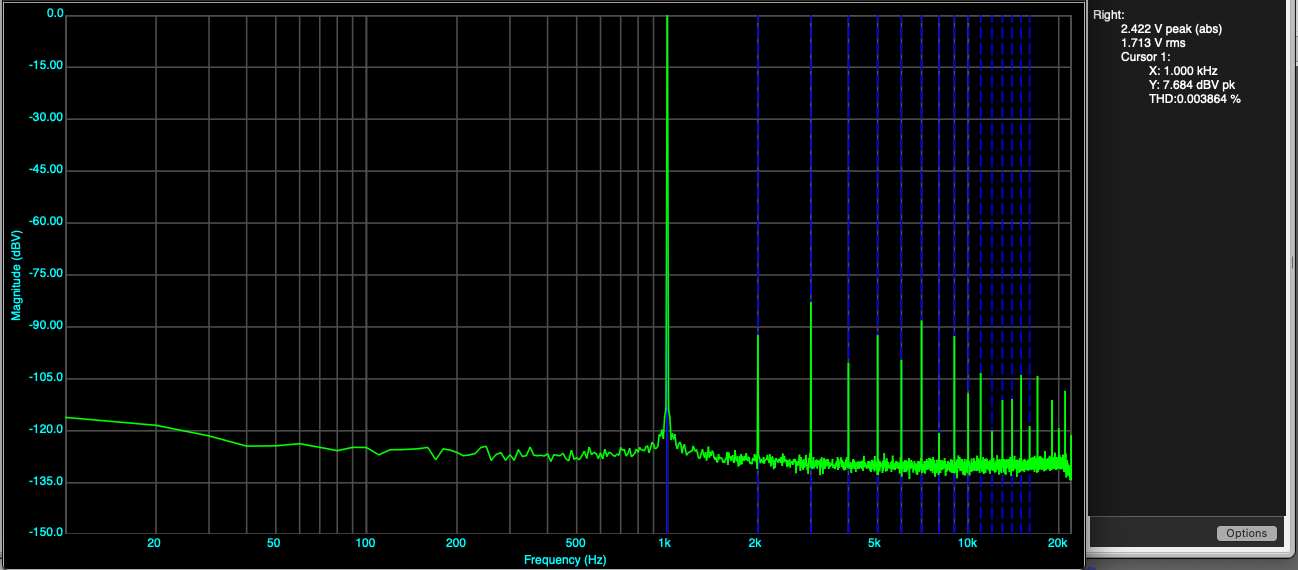 0.0
-15.00
-30.00
-45.00
-60.00
-75.00
-90.00
-105.0
-120.0
-135.0
-150.0
Magnitude (dBV)
20 50 100 200 500 1k 2k 5k 10k 20k
Frequency (Hz)
Right:
2.422 V peak (abs)
1.713 V rms
Cursor 1:
X: 1.000 kHz
Y: 7.684 dBV pk
THD:0.003864 %
Options